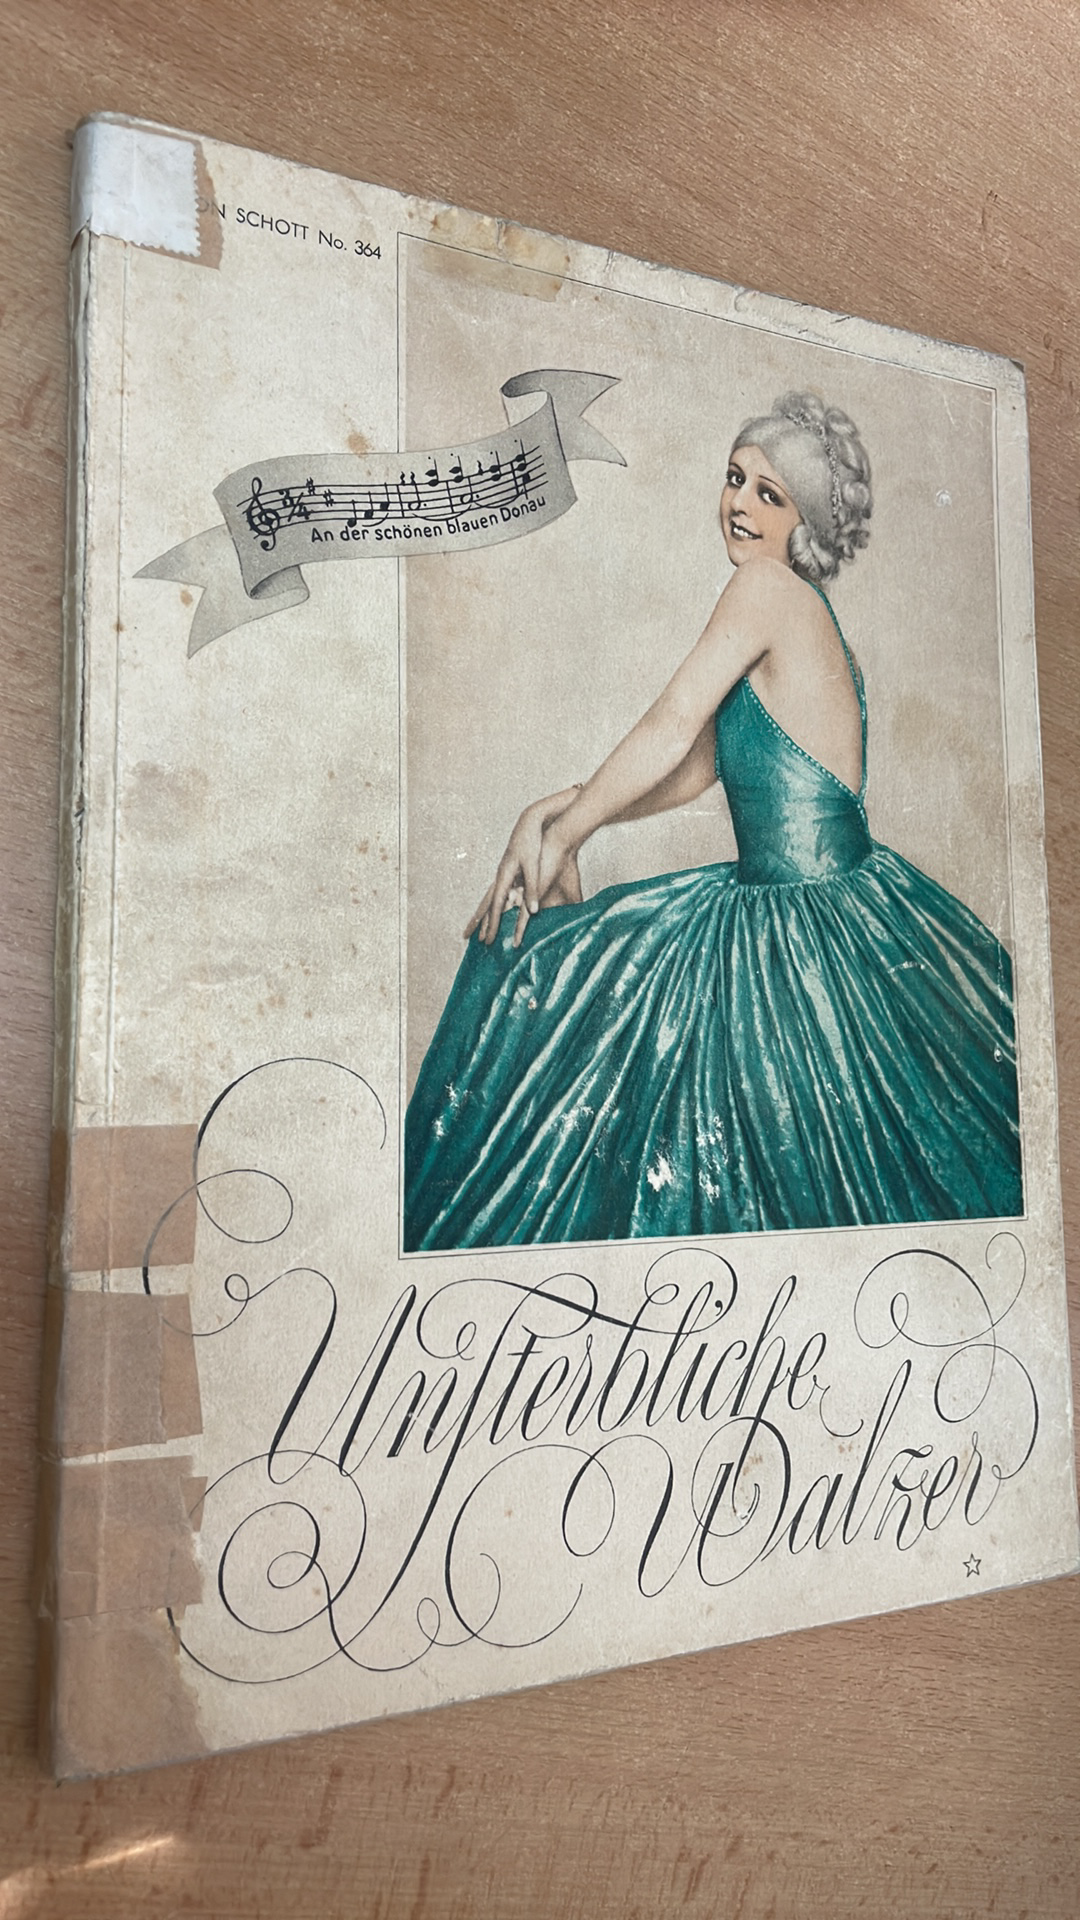 ON SCHOTT No. 364
An der schönen blauen Donau
Unsterbliche
Walzer